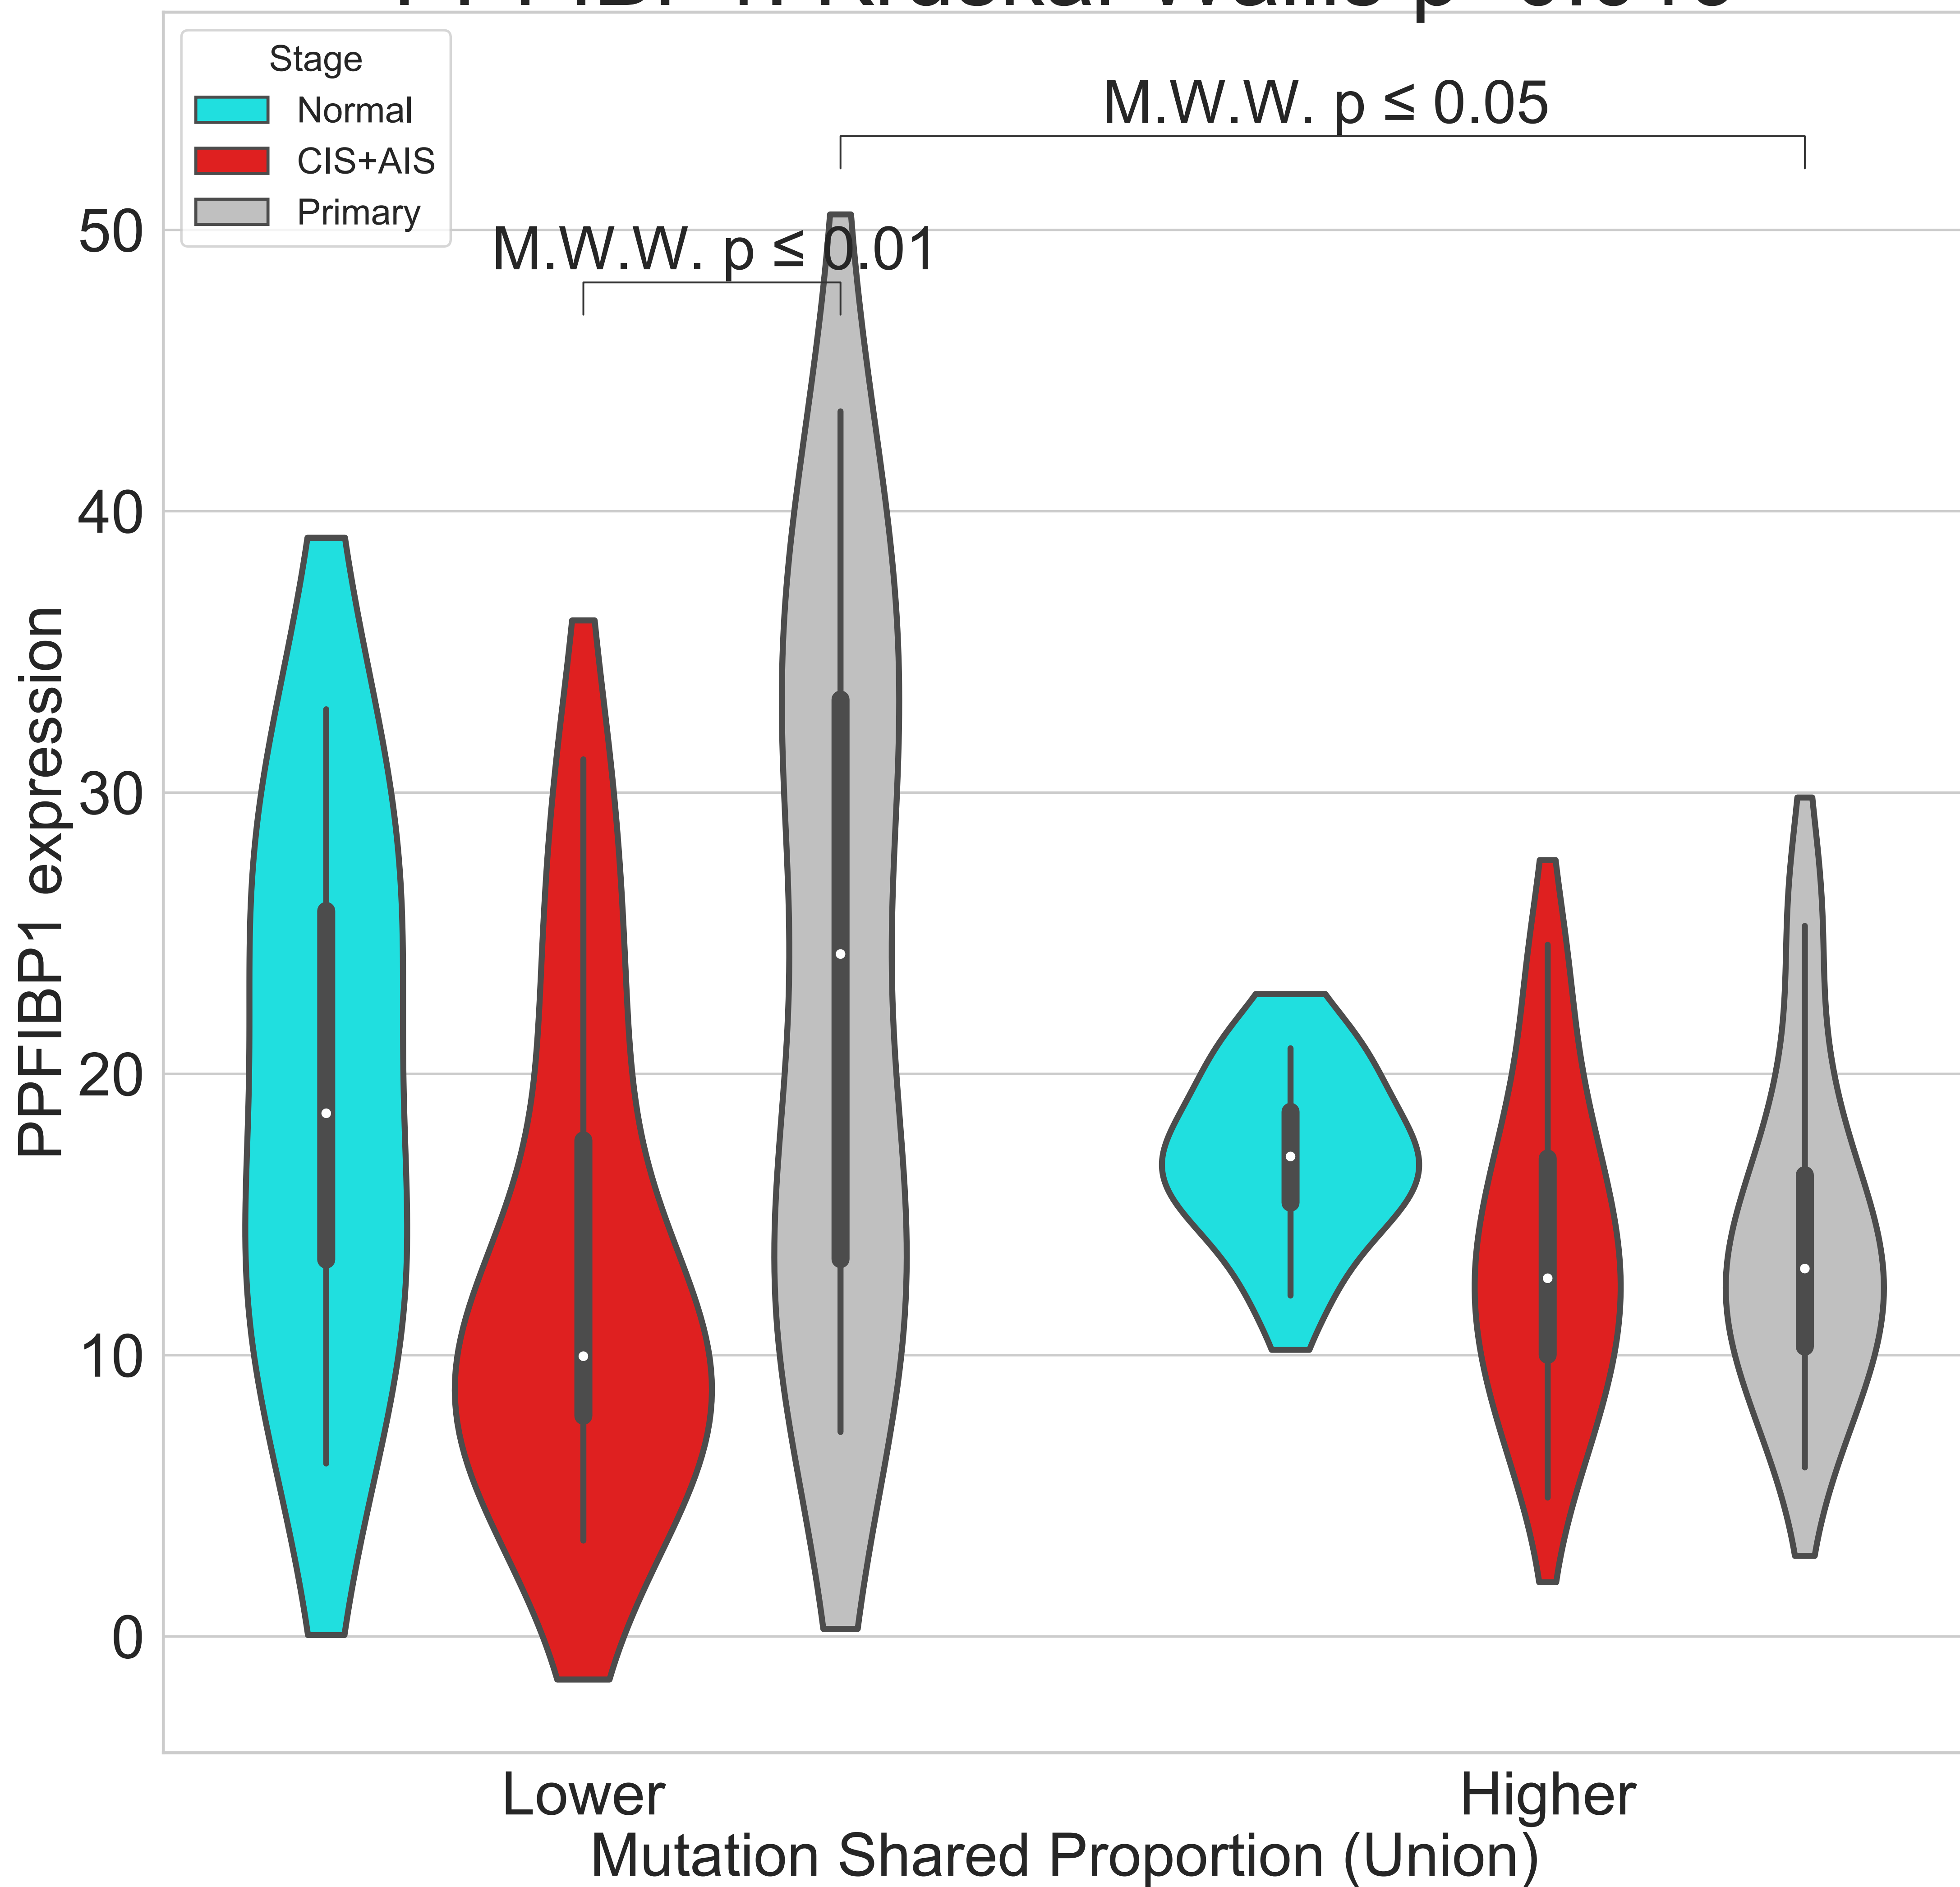 Stage
Normal
CIS+AIS
Primary
M.W.W. p ≤ 0.05
M.W.W. p ≤ 0.01
50
40
30
20
10
0
PPFIBP1 expression
Lower
Higher
Mutation Shared Proportion (Union)